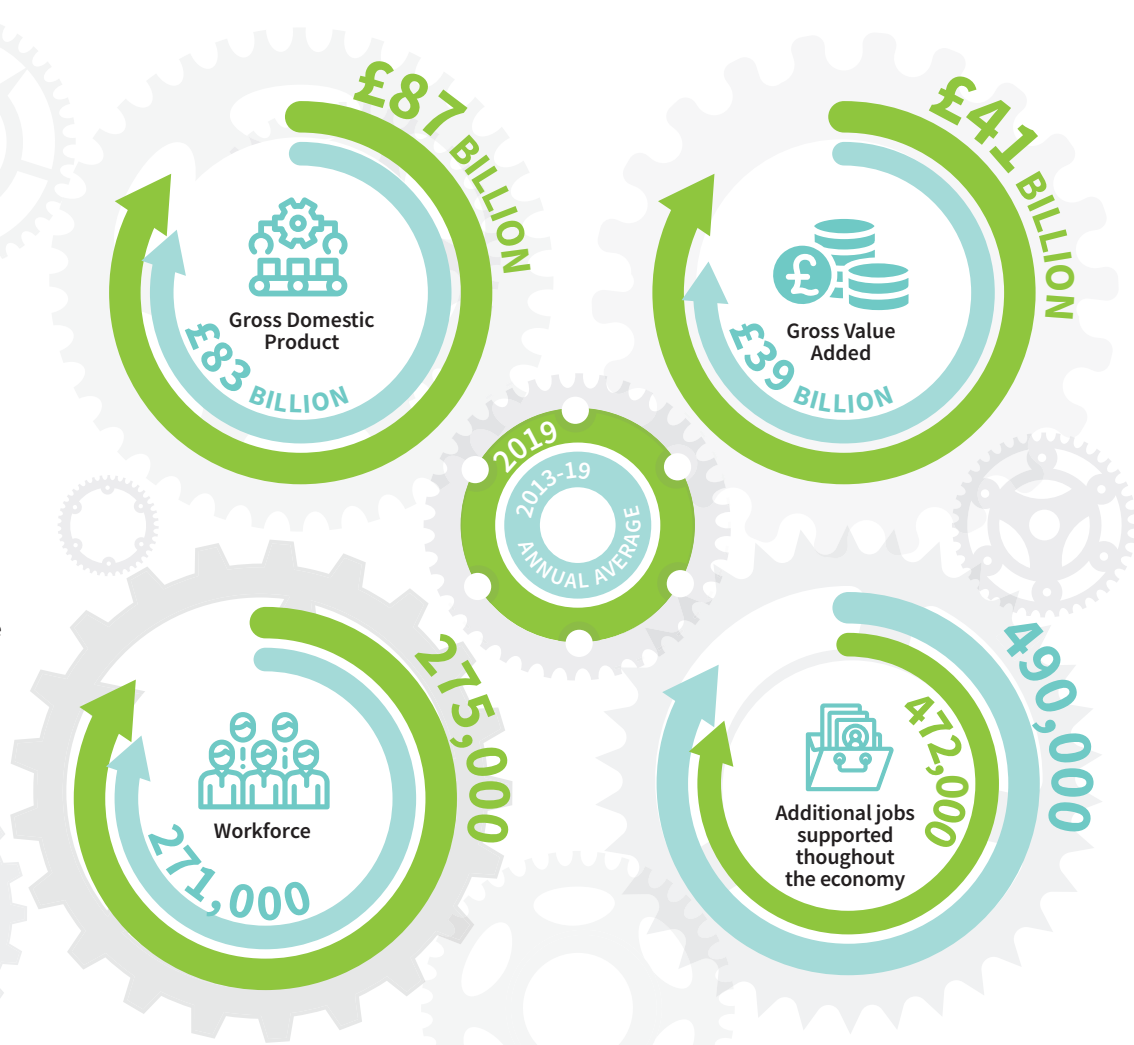 £87 BILLION
Gross Domestic
Product
£83 BILLION
£41 BILLION
Gross Value
Added
£39 BILLION
2019
2013-19
ANNUAL AVERAGE
275,000
Workforce
271,000
490,000
472,000
Additional jobs
supported
thoughout
the economy